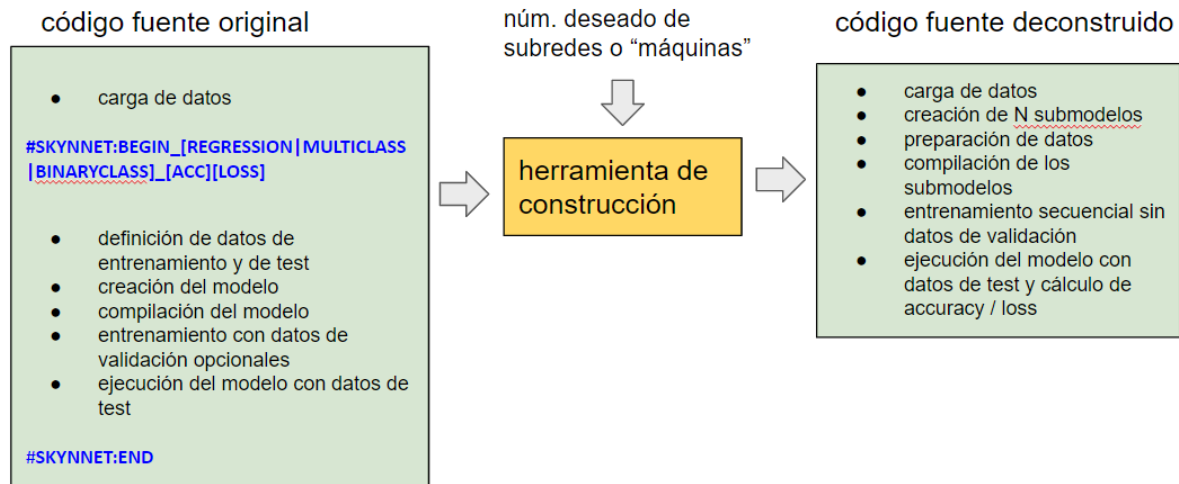 código fuente original
● carga de datos
#SKYNNET:BEGIN_[REGRESSION|MULTICLASS
|BINARYCLASS]_[ACC][LOSS]
● definición de datos de
entrenamiento y de test
● creación del modelo
● compilación del modelo
● entrenamiento con datos de
validación opcionales
● ejecución del modelo con datos de
test
#SKYNNET:END
núm. deseado de
subredes o “máquinas”
herramienta de
construcción
código fuente deconstruido
● carga de datos
● creación de N submodelos
● preparación de datos
● compilación de los
submodelos
● entrenamiento secuencial sin
datos de validación
● ejecución del modelo con
datos de test y cálculo de
accuracy / loss